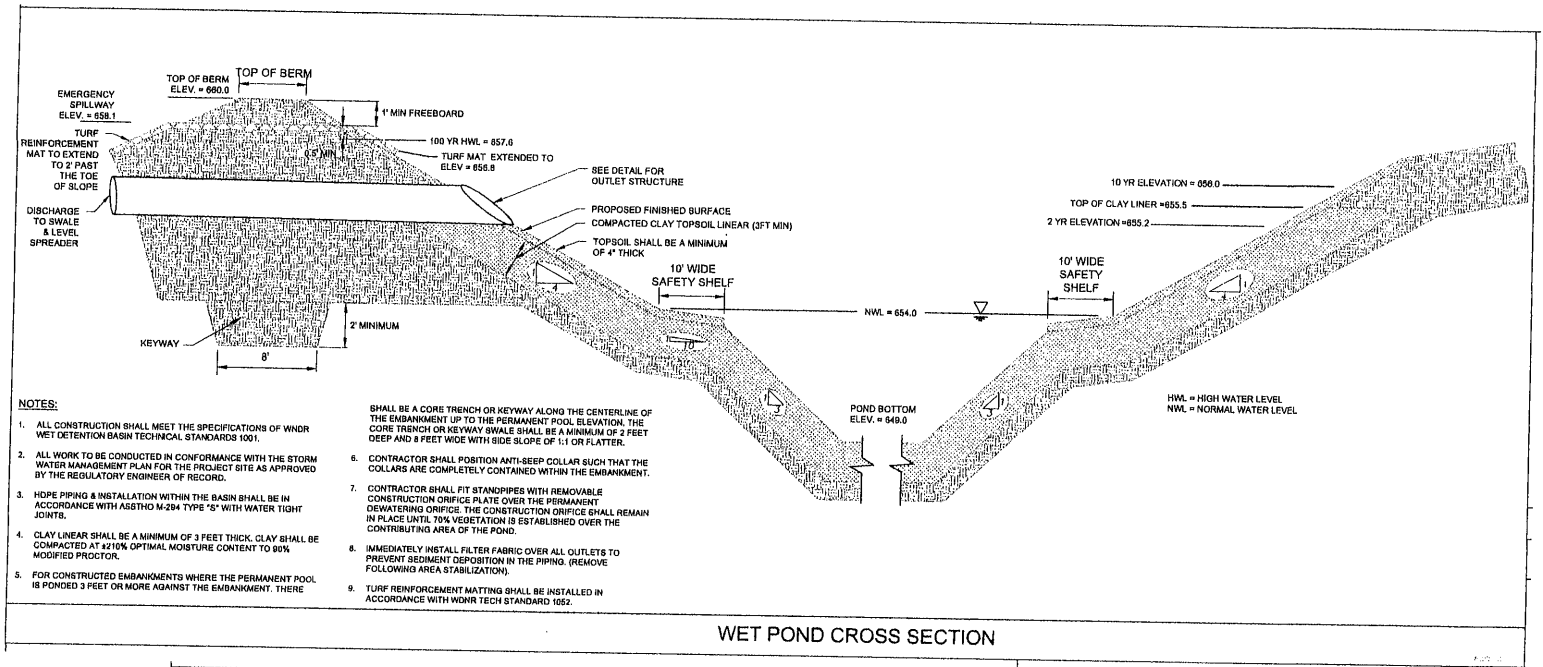 TOP OF BERM
TOP OF BERM
ELEV. = 660.0
EMERGENCY
SPILLWAY
ELEV. = 658.1
TURF
REINFORCEMENT
MAT TO EXTEND
TO 2' PAST
THE TOE
OF SLOPE
DISCHARGE
TO SWALE
& LEVEL
SPREADER
1' MIN FREEBOARD
100 YR HWL = 657.6
0.5' MIN
TURF MAT EXTENDED TO
ELEV = 656.8
SEE DETAIL FOR
OUTLET STRUCTURE
PROPOSED FINISHED SURFACE
COMPACTED CLAY TOPSOIL LINEAR (3FT MIN)
TOPSOIL SHALL BE A MINIMUM
OF 4" THICK
1
4
10' WIDE
SAFETY SHELF
10
NWL = 654.0
10' WIDE
SAFETY
SHELF
10 YR ELEVATION = 656.0
TOP OF CLAY LINER =655.5
2 YR ELEVATION =655.2
1
4
KEYWAY
2' MINIMUM
8'
1
3
1
3
POND BOTTOM
ELEV. = 649.0
HWL = HIGH WATER LEVEL
NWL = NORMAL WATER LEVEL
NOTES:
1. ALL CONSTRUCTION SHALL MEET THE SPECIFICATIONS OF WNDR
WET DETENTION BASIN TECHNICAL STANDARDS 1001.
2. ALL WORK TO BE CONDUCTED IN CONFORMANCE WITH THE STORM
WATER MANAGEMENT PLAN FOR THE PROJECT SITE AS APPROVED
BY THE REGULATORY ENGINEER OF RECORD.
3. HDPE PIPING & INSTALLATION WITHIN THE BASIN SHALL BE IN
ACCORDANCE WITH ASSTHO M-294 TYPE "S" WITH WATER TIGHT
JOINTS.
4. CLAY LINEAR SHALL BE A MINIMUM OF 3 FEET THICK. CLAY SHALL BE
COMPACTED AT ±210% OPTIMAL MOISTURE CONTENT TO 90%
MODIFIED PROCTOR.
5. FOR CONSTRUCTED EMBANKMENTS WHERE THE PERMANENT POOL
IS PONDED 3 FEET OR MORE AGAINST THE EMBANKMENT. THERE
SHALL BE A CORE TRENCH OR KEYWAY ALONG THE CENTERLINE OF
THE EMBANKMENT UP TO THE PERMANENT POOL ELEVATION. THE
CORE TRENCH OR KEYWAY SWALE SHALL BE A MINIMUM OF 2 FEET
DEEP AND 8 FEET WIDE WITH SIDE SLOPE OF 1:1 OR FLATTER.
6. CONTRACTOR SHALL POSITION ANTI-SEEP COLLAR SUCH THAT THE
COLLARS ARE COMPLETELY CONTAINED WITHIN THE EMBANKMENT.
7. CONTRACTOR SHALL FIT STANDPIPES WITH REMOVABLE
CONSTRUCTION ORIFICE PLATE OVER THE PERMANENT
DEWATERING ORIFICE. THE CONSTRUCTION ORIFICE SHALL REMAIN
IN PLACE UNTIL 70% VEGETATION IS ESTABLISHED OVER THE
CONTRIBUTING AREA OF THE POND.
8. IMMEDIATELY INSTALL FILTER FABRIC OVER ALL OUTLETS TO
PREVENT SEDIMENT DEPOSITION IN THE PIPING. (REMOVE
FOLLOWING AREA STABILIZATION).
9. TURF REINFORCEMENT MATTING SHALL BE INSTALLED IN
ACCORDANCE WITH WDNR TECH STANDARD 1052.
WET POND CROSS SECTION